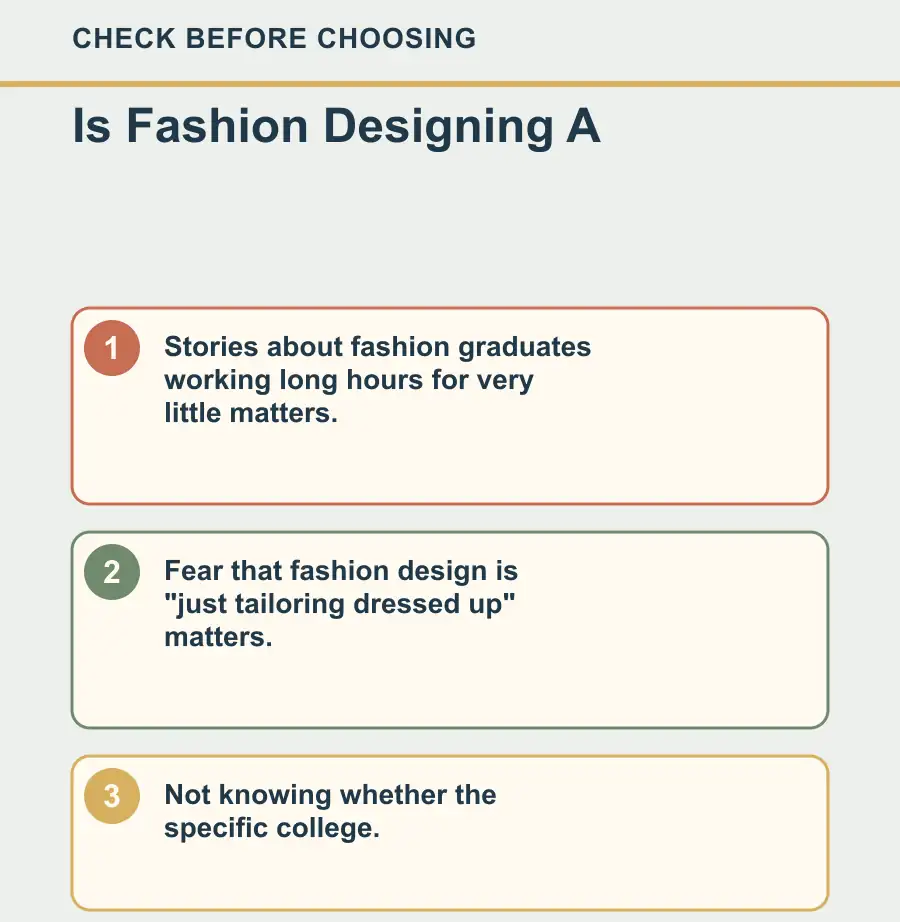 CHECK BEFORE CHOOSING
Is Fashion Designing A
1
Stories about fashion graduates
working long hours for very
little matters.
2
Fear that fashion design is
"just tailoring dressed up"
matters.
3
Not knowing whether the
specific college.